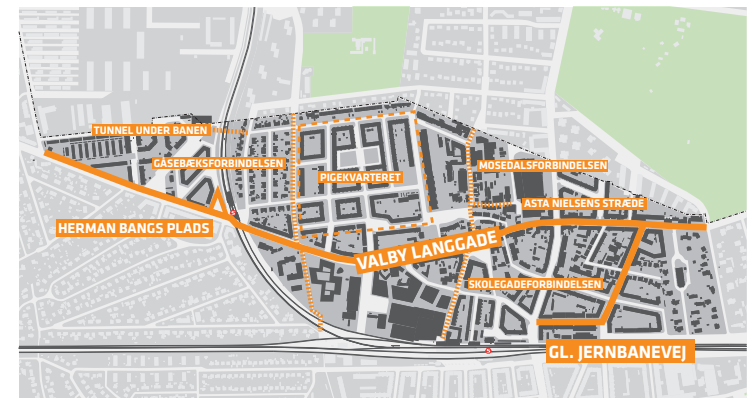 TUNNEL UNDER BANEN
GÅSEBÆKSFORBINDELSEN
MOSEDALSFORBINDELSEN
PIGEKVARTERET
ASTA NIELSENS STRÆDE
HERMAN BANGS PLADS
VALBY LANGGADE
SKOLEGADEFORBINDELSEN
GL. JERNBANEVEJ